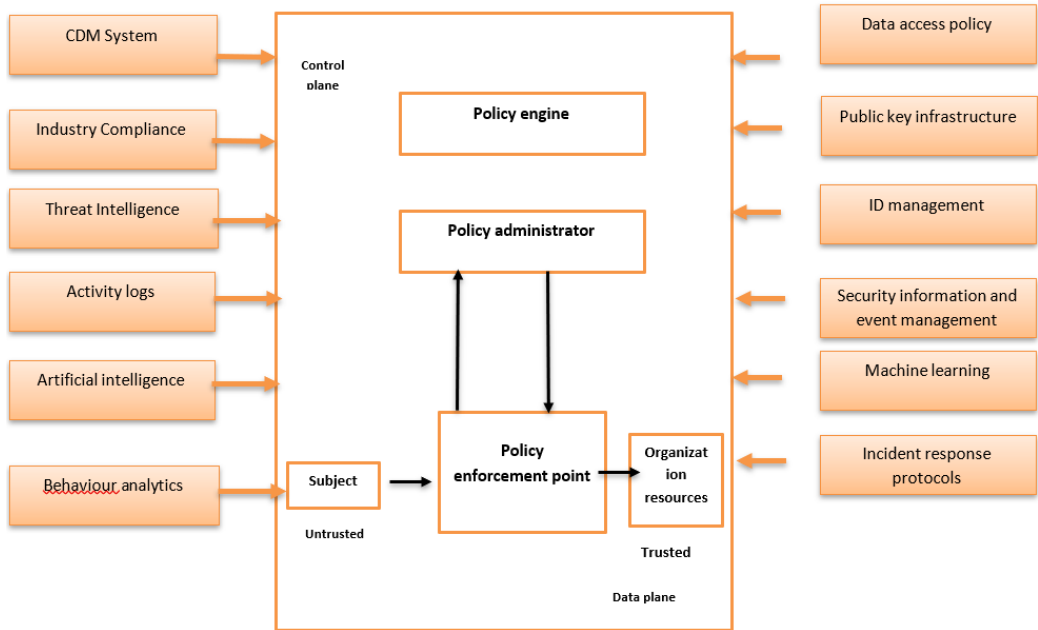 CDM System
Industry Compliance
Threat Intelligence
Activity logs
Artificial intelligence
Behaviour analytics
Control
plane
Policy engine
Policy administrator
Subject
Untrusted
Policy
enforcement point
Organizat
ion
resources
Trusted
Data plane
Data access policy
Public key infrastructure
ID management
Security information and
event management
Machine learning
Incident response
protocols